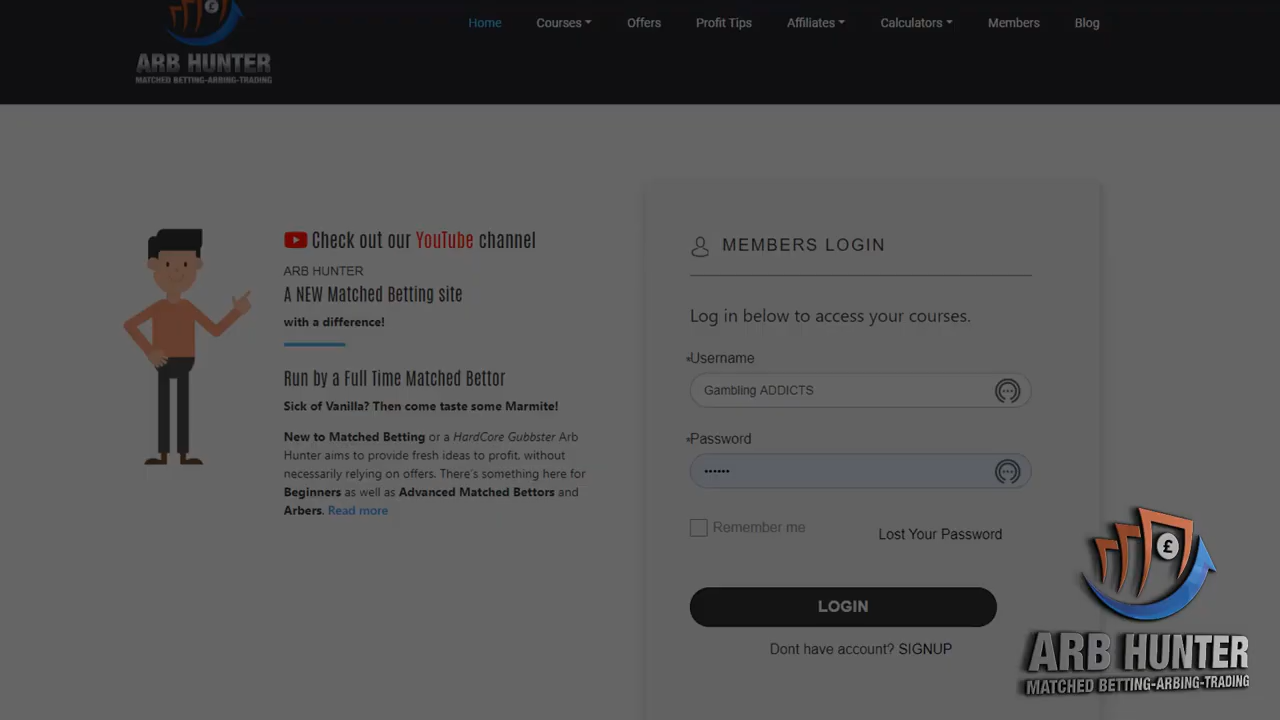 ARB HUNTER
MATCHED BETTING-ARBING-TRADING
Home Courses Offers Profit Tips Affiliates Calculators Members Blog
Check out our YouTube channel
ARB HUNTER
A NEW Matched Betting site
with a difference!
Run by a Full Time Matched Bettor
Sick of Vanilla? Then come taste some Marmite!
New to Matched Betting or a HardCore Gubbster Arb
Hunter aims to provide fresh ideas to profit, without
necessarily relying on offers. There's something here for
Beginners as well as Advanced Matched Bettors and
Arbers. Read more
MEMBERS LOGIN
Log in below to access your courses.
*Username
Gambling ADDICTS
*Password
••••••
Remember me
Lost Your Password
LOGIN
Dont have account? SIGNUP
£
ARB HUNTER
MATCHED BETTING-ARBING-TRADING